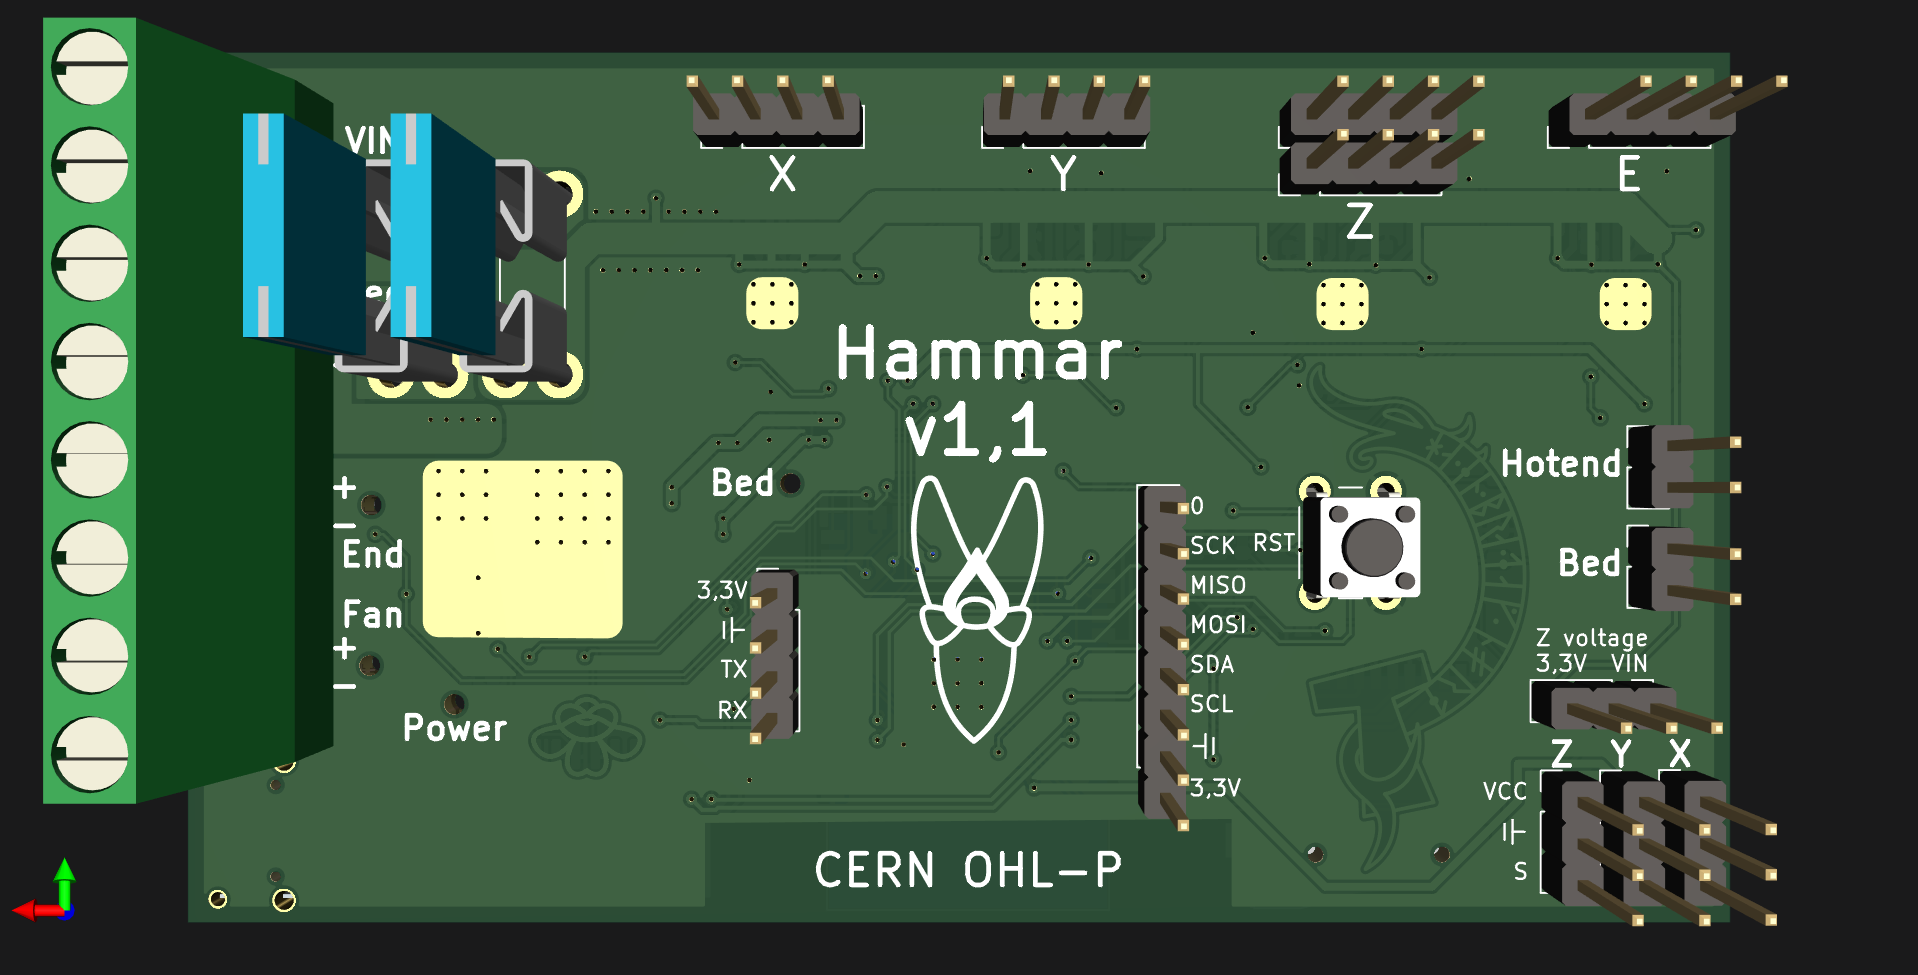 X
Y
Z
E
Hammar
v1,1
Bed
+
−
End
Fan
+
−
Power
3,3V
TX
RX
0
SCK
MISO
MOSI
SDA
SCL
3,3V
RST
Hotend
Bed
Z voltage
3,3V VIN
Z Y X
VCC
S
CERN OHL-P